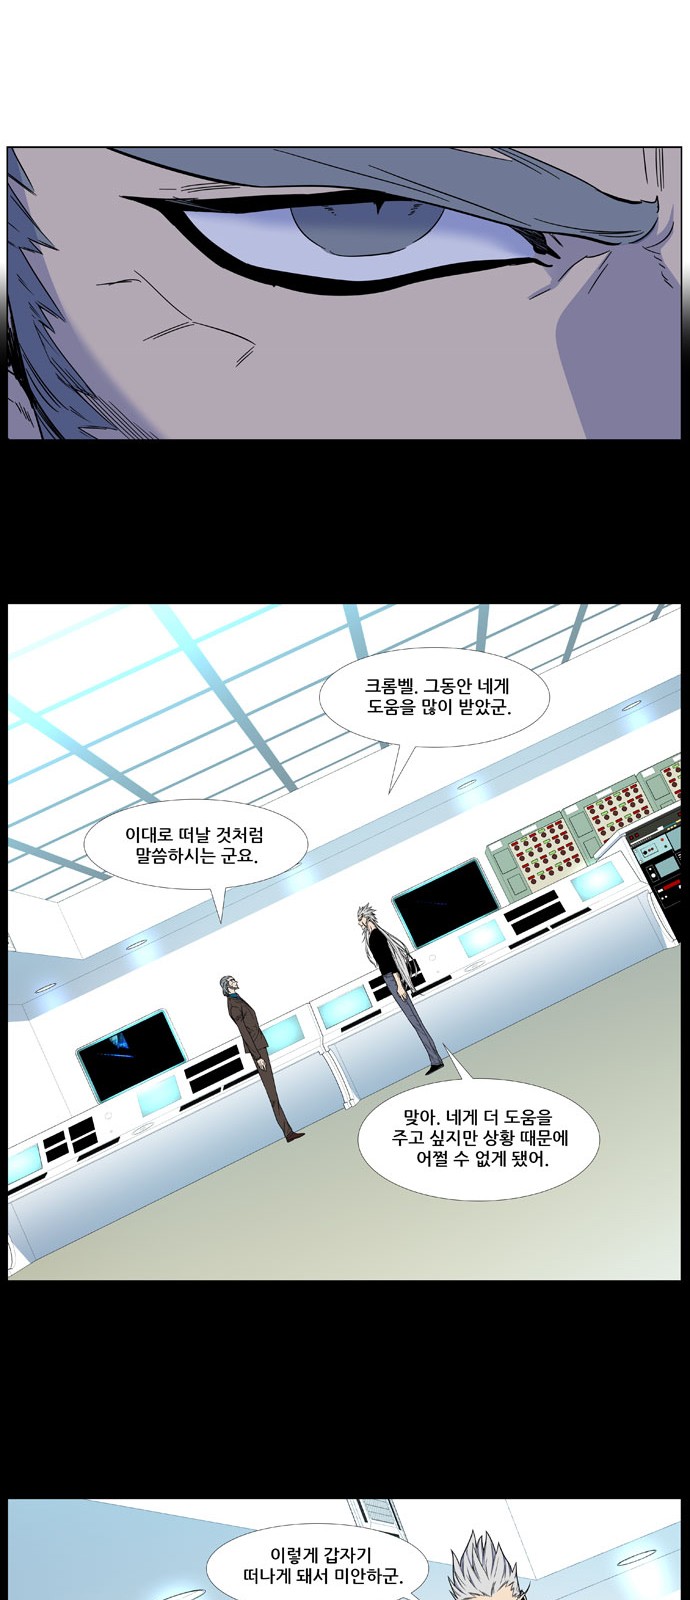 크롬벨. 그동안 네게
도움을 많이 받았군.
이대로 떠날 것처럼
말씀하시는 군요.
맞아. 네게 더 도움을
주고 싶지만 상황 때문에
어쩔 수 없게 됐어.
이렇게 갑자기
떠나게 돼서 미안하군.